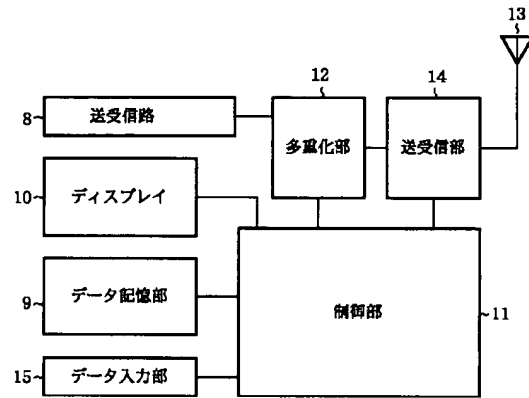 13
12
14
8
送受信路
多重化部
送受信部
10
ディスプレイ
9
データ記憶部
制御部
11
15
データ入力部